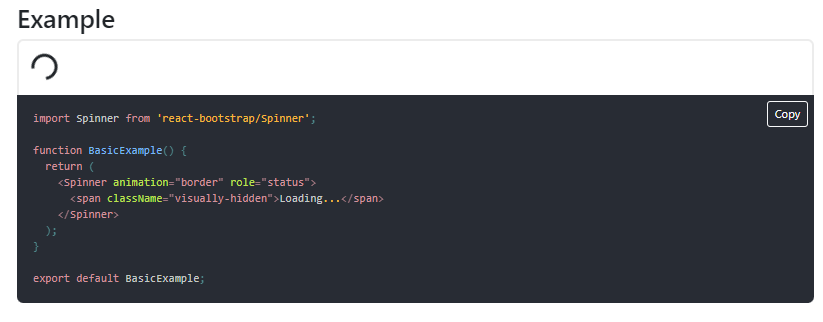 Example
Copy
import Spinner from 'react-bootstrap/Spinner';
function BasicExample() {
  return (
    <Spinner animation="border" role="status">
      <span className="visually-hidden">Loading...</span>
    </Spinner>
  );
}
export default BasicExample;